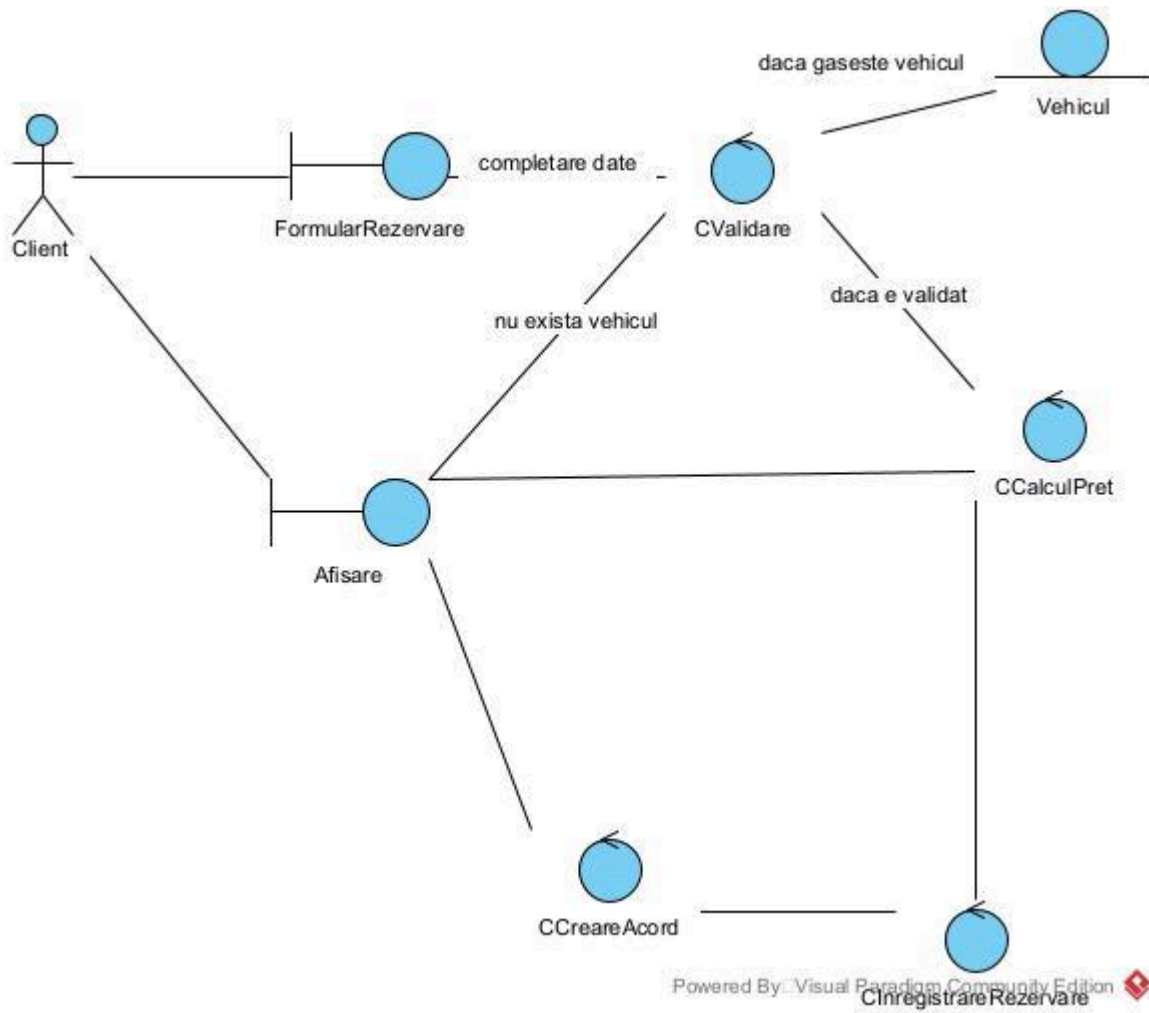 daca gaseste vehicul
Vehicul
completare date
FormularRezervare
CValidare
Client
nu exista vehicul
daca e validat
CCalculPret
Afisare
CCreareAcord
Powered By Visual Paradigm Community Edition
CInregistrareRezervare